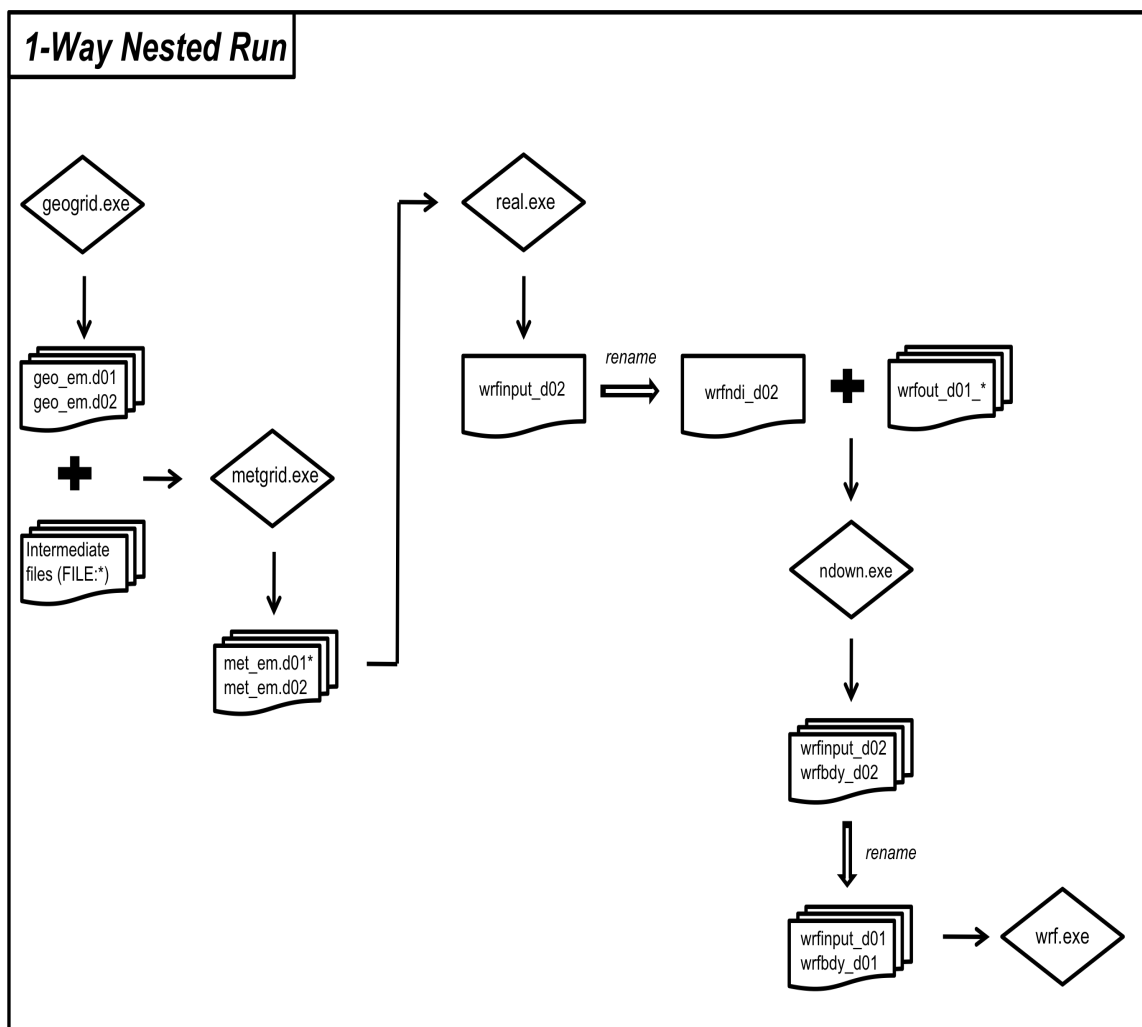 1-Way Nested Run
geogrid.exe
geo_em.d01
geo_em.d02
Intermediate
files (FILE:*)
metgrid.exe
met_em.d01*
met_em.d02
real.exe
wrfinput_d02
rename
wrfndi_d02
wrfout_d01_*
ndown.exe
wrfinput_d02
wrfbdy_d02
rename
wrfinput_d01
wrfbdy_d01
wrf.exe